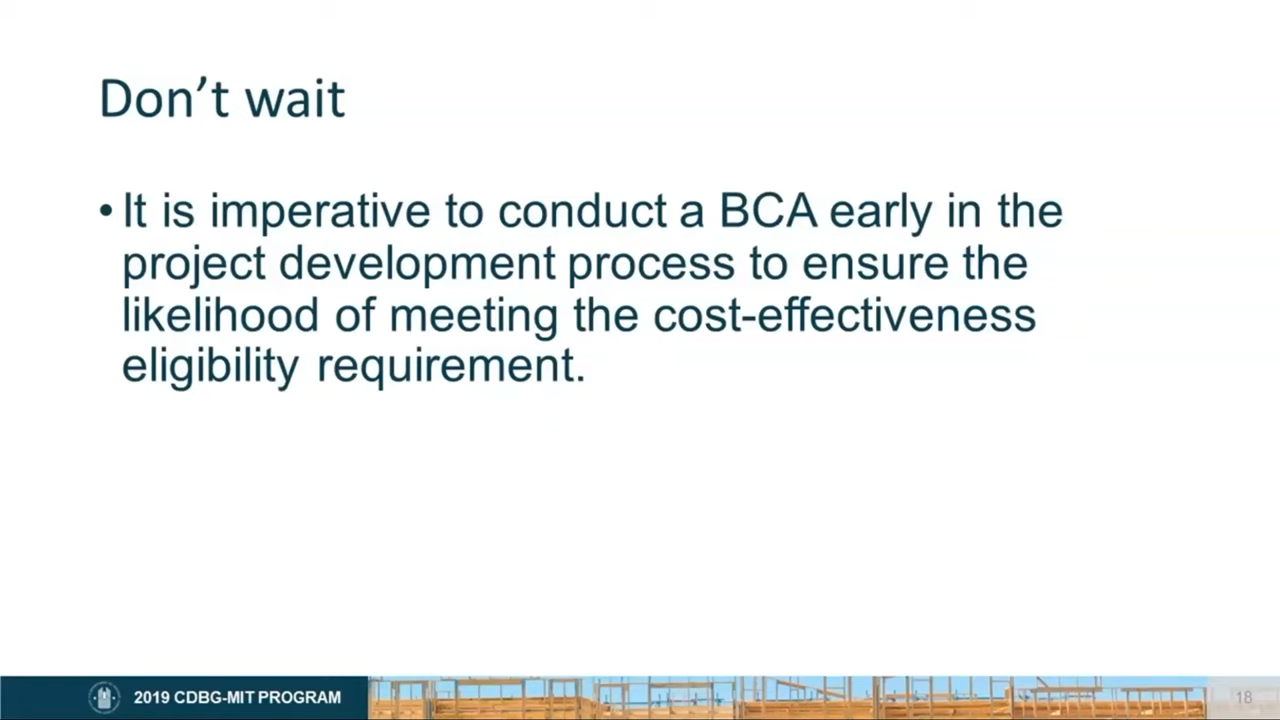 Don’t wait
• It is imperative to conduct a BCA early in the
project development process to ensure the
likelihood of meeting the cost-effectiveness
eligibility requirement.
2019 CDBG-MIT PROGRAM
18